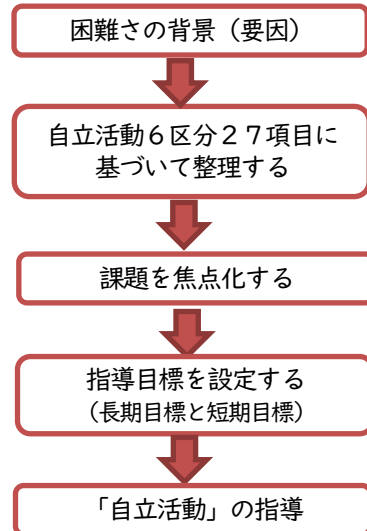 困難さの背景（要因）
自立活動６区分２７項目に
基づいて整理する
課題を焦点化する
指導目標を設定する
（長期目標と短期目標）
「自立活動」の指導